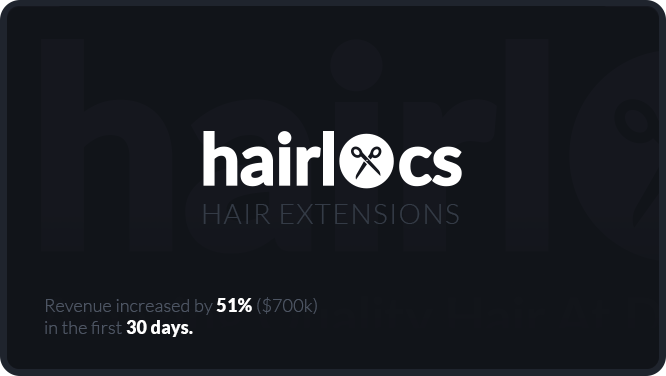 hairlocs
HAIR EXTENSIONS
Revenue increased by 51% ($700k)
in the first 30 days.